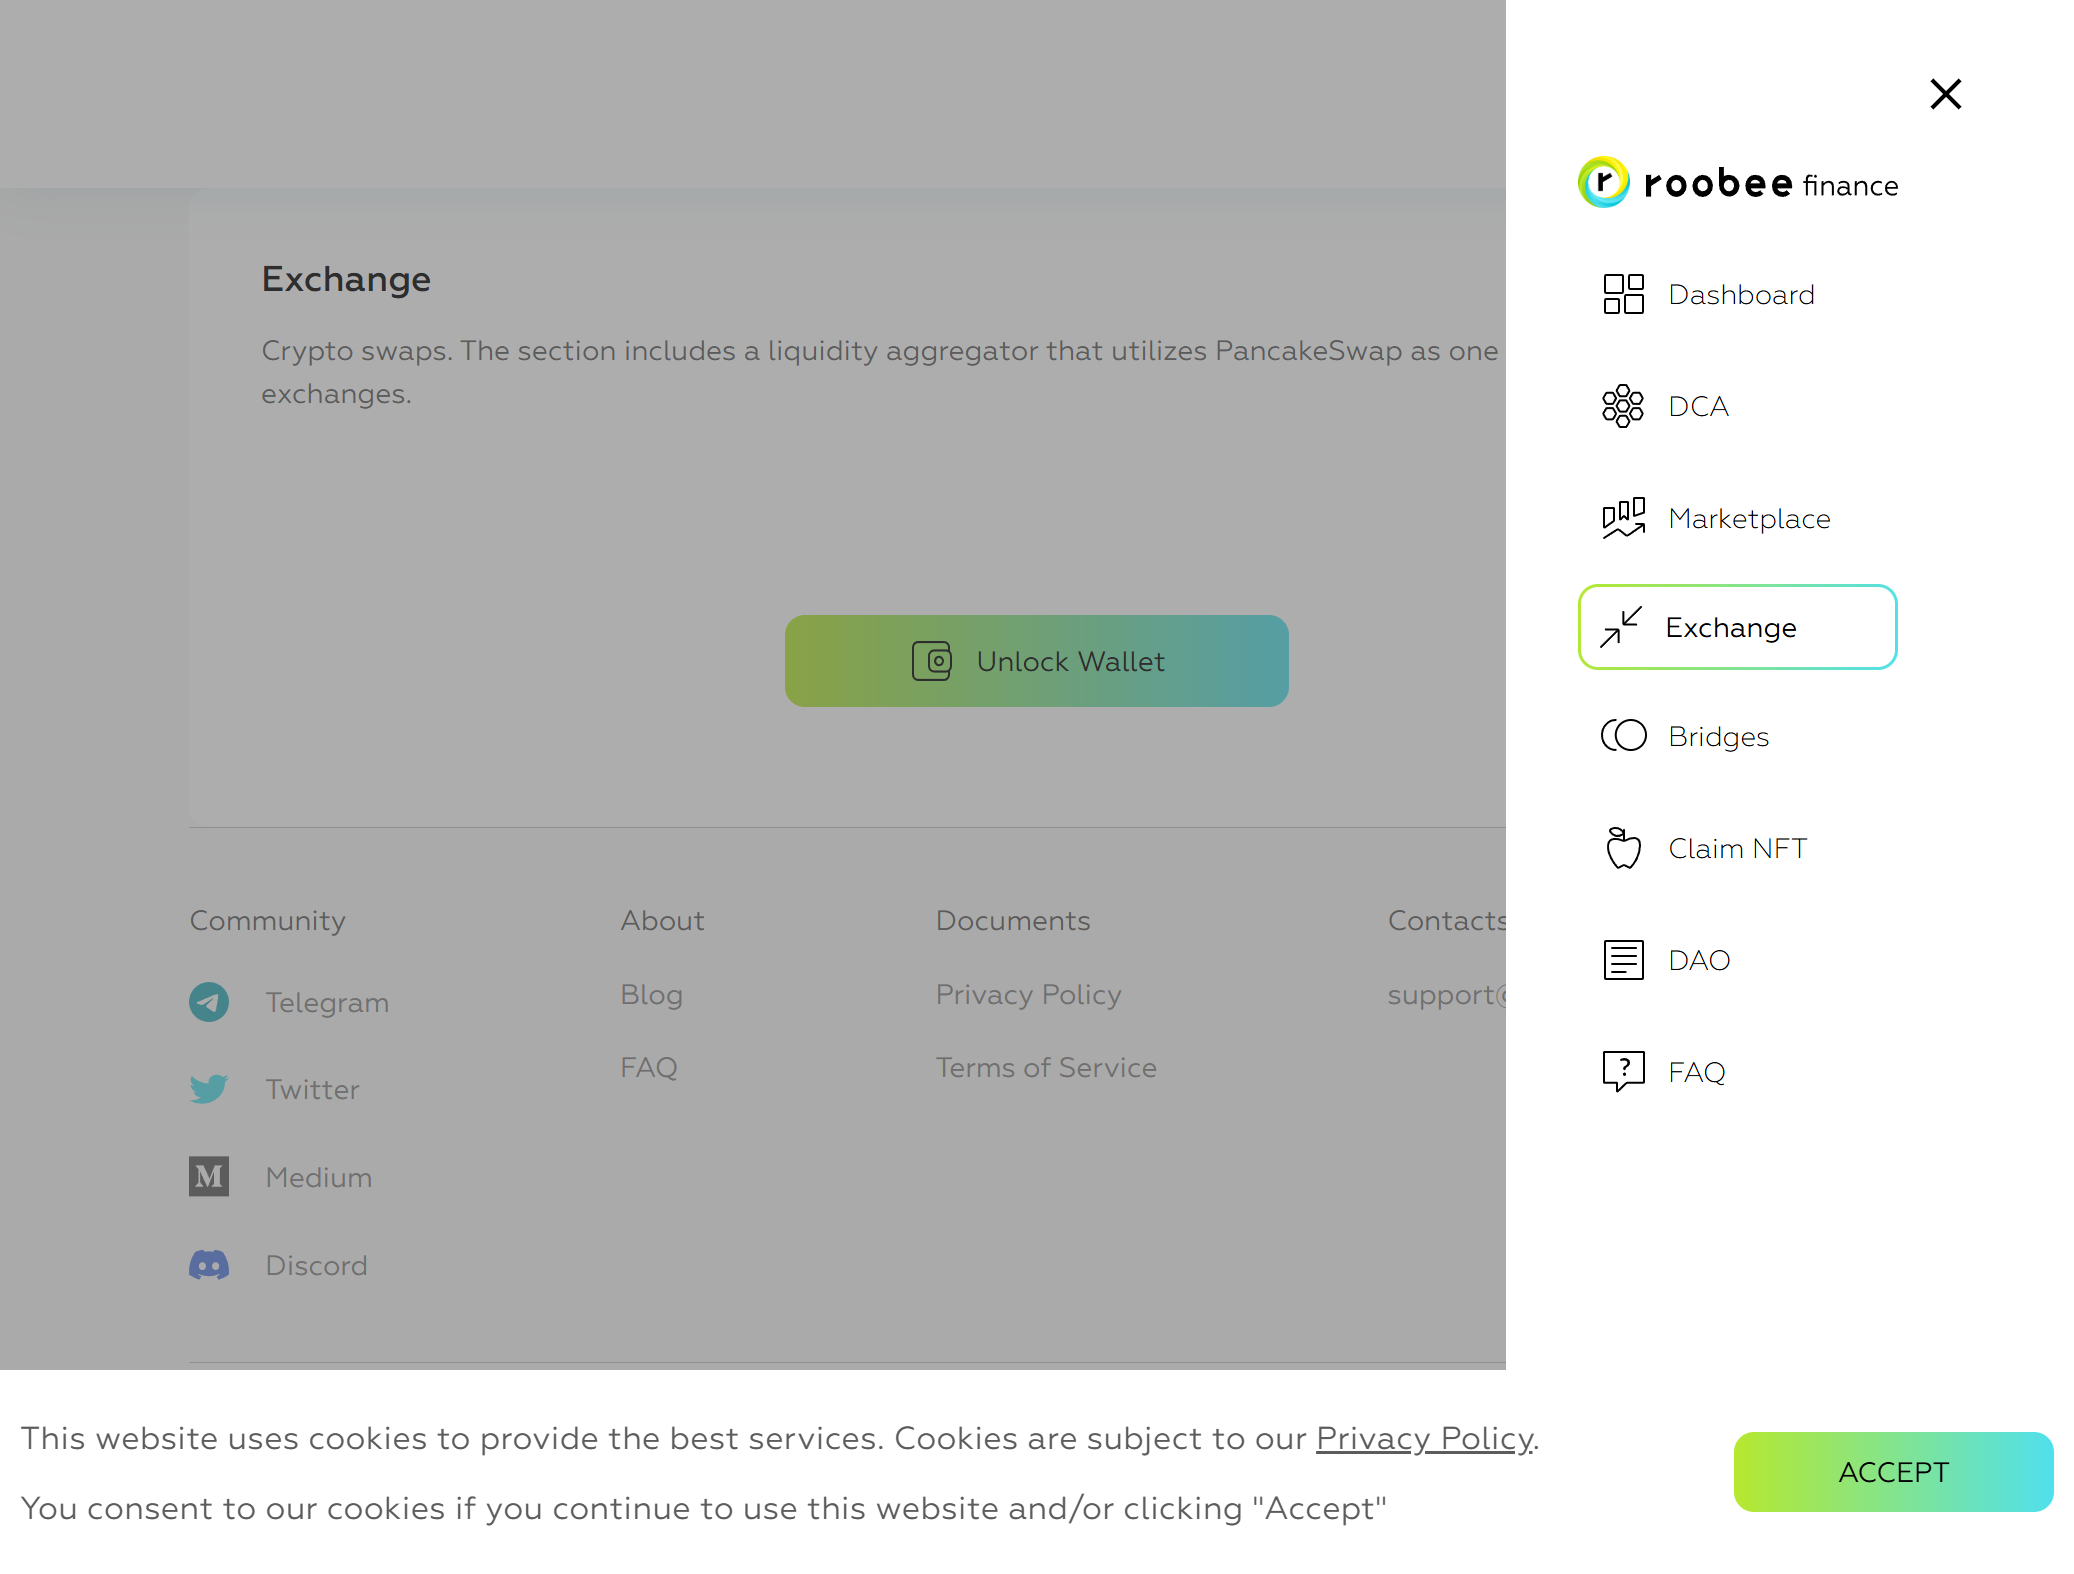 Exchange
Crypto swaps. The section includes a liquidity aggregator that utilizes PancakeSwap as one
exchanges.
Unlock Wallet
Community
Telegram
Twitter
Medium
Discord
About
Blog
FAQ
Documents
Privacy Policy
Terms of Service
Contacts
support@
roobee finance
Dashboard
DCA
Marketplace
Exchange
Bridges
Claim NFT
DAO
FAQ
This website uses cookies to provide the best services. Cookies are subject to our Privacy Policy.
You consent to our cookies if you continue to use this website and/or clicking "Accept"
ACCEPT